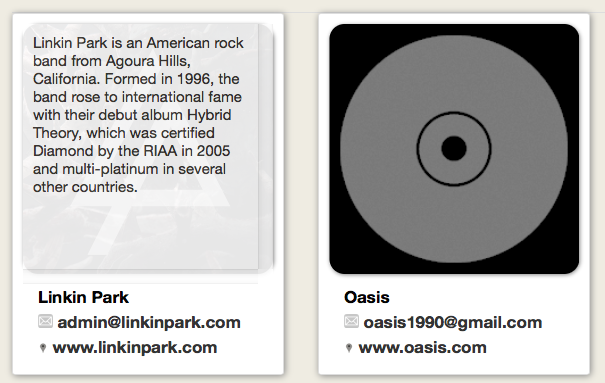 Linkin Park is an American rock
band from Agoura Hills,
California. Formed in 1996, the
band rose to international fame
with their debut album Hybrid
Theory, which was certified
Diamond by the RIAA in 2005
and multi-platinum in several
other countries.
Linkin Park
admin@linkinpark.com
www.linkinpark.com
Oasis
oasis1990@gmail.com
www.oasis.com